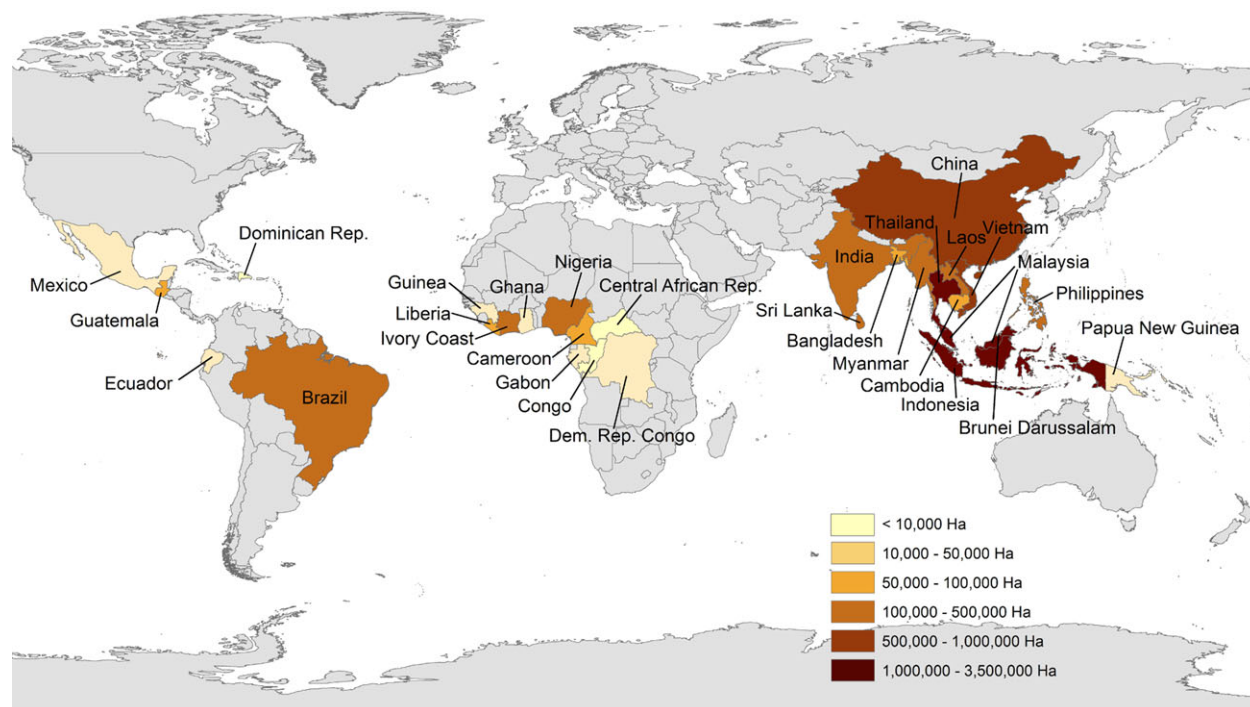 China
Thailand
Vietnam
Laos
Dominican Rep.
India
Malaysia
Mexico
Guinea
Ghana
Nigeria
Central African Rep.
Philippines
Guatemala
Liberia
Sri Lanka
Papua New Guinea
Ivory Coast
Bangladesh
Cameroon
Myanmar
Ecuador
Gabon
Cambodia
Brazil
Congo
Indonesia
Brunei Darussalam
Dem. Rep. Congo
< 10,000 Ha
10,000 - 50,000 Ha
50,000 - 100,000 Ha
100,000 - 500,000 Ha
500,000 - 1,000,000 Ha
1,000,000 - 3,500,000 Ha